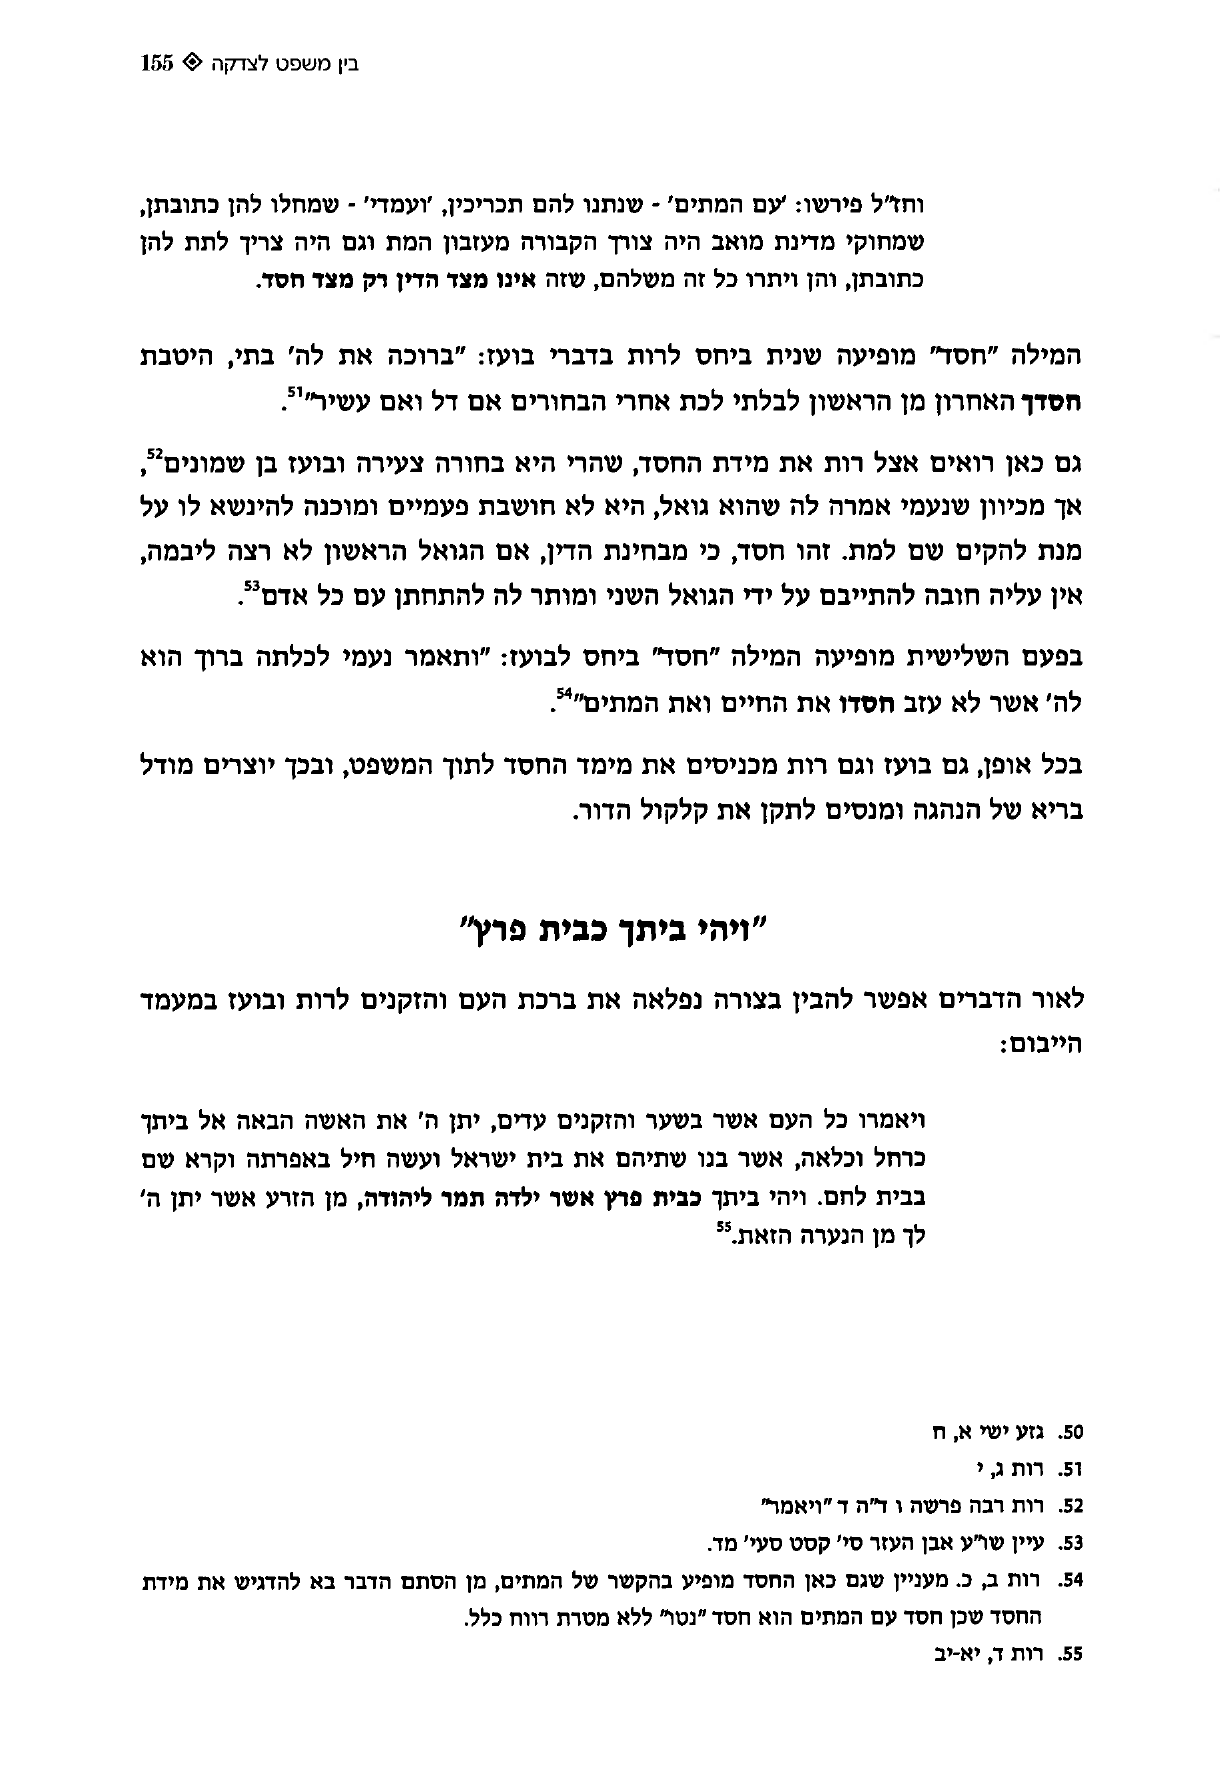 בין משפט לצדקה ◈ 155
וחז"ל פירשו: 'עם המתים' - שנתנו להם תכריכין, 'ועמדי' - שמחלו להן כתובתן,
שמחוקי מדינת מואב היה צורך הקבורה מעזבון המת וגם היה צריך לתת להן
כתובתן, והן ויתרו כל זה משלהם, שזה אינו מצד הדין רק מצד חסד.
המילה "חסד" מופיעה שנית ביחס לרות בדברי בועז: "ברוכה את לה' בתי, היטבת
חסדך האחרון מן הראשון לבלתי לכת אחרי הבחורים אם דל ואם עשיר"51.
גם כאן רואים אצל רות את מידת החסד, שהרי היא בחורה צעירה ובועז בן שמונים52,
אך מכיוון שנעמי אמרה לה שהוא גואל, היא לא חושבת פעמיים ומוכנה להינשא לו על
מנת להקים שם למת. זהו חסד, כי מבחינת הדין, אם הגואל הראשון לא רצה ליבמה,
אין עליה חובה להתייבם על ידי הגואל השני ומותר לה להתחתן עם כל אדם53.
בפעם השלישית מופיעה המילה "חסד" ביחס לבועז: "ותאמר נעמי לכלתה ברוך הוא
לה' אשר לא עזב חסדו את החיים ואת המתים"54.
בכל אופן, גם בועז וגם רות מכניסים את מימד החסד לתוך המשפט, ובכך יוצרים מודל
בריא של הנהגה ומנסים לתקן את קלקול הדור.
"ויהי ביתך כבית פרץ"
לאור הדברים אפשר להבין בצורה נפלאה את ברכת העם והזקנים לרות ובועז במעמד
הייבום:
ויאמרו כל העם אשר בשער והזקנים עדים, יתן ה' את האשה הבאה אל ביתך
כרחל וכלאה, אשר בנו שתיהם את בית ישראל ועשה חיל באפרתה וקרא שם
בבית לחם. ויהי ביתך כבית פרץ אשר ילדה תמר ליהודה, מן הזרע אשר יתן ה'
לך מן הנערה הזאת.55
50. גזע ישי א, ח
51. רות ג, י
52. רות רבה פרשה ו ד"ה ד "ויאמר"
53. עיין שו"ע אבן העזר סי' קסט סעי' מד.
54. רות ב, כ. מעניין שגם כאן החסד מופיע בהקשר של המתים, מן הסתם הדבר בא להדגיש את מידת
החסד שכן חסד עם המתים הוא חסד "נטו" ללא מטרת רווח כלל.
55. רות ד, יא-יב